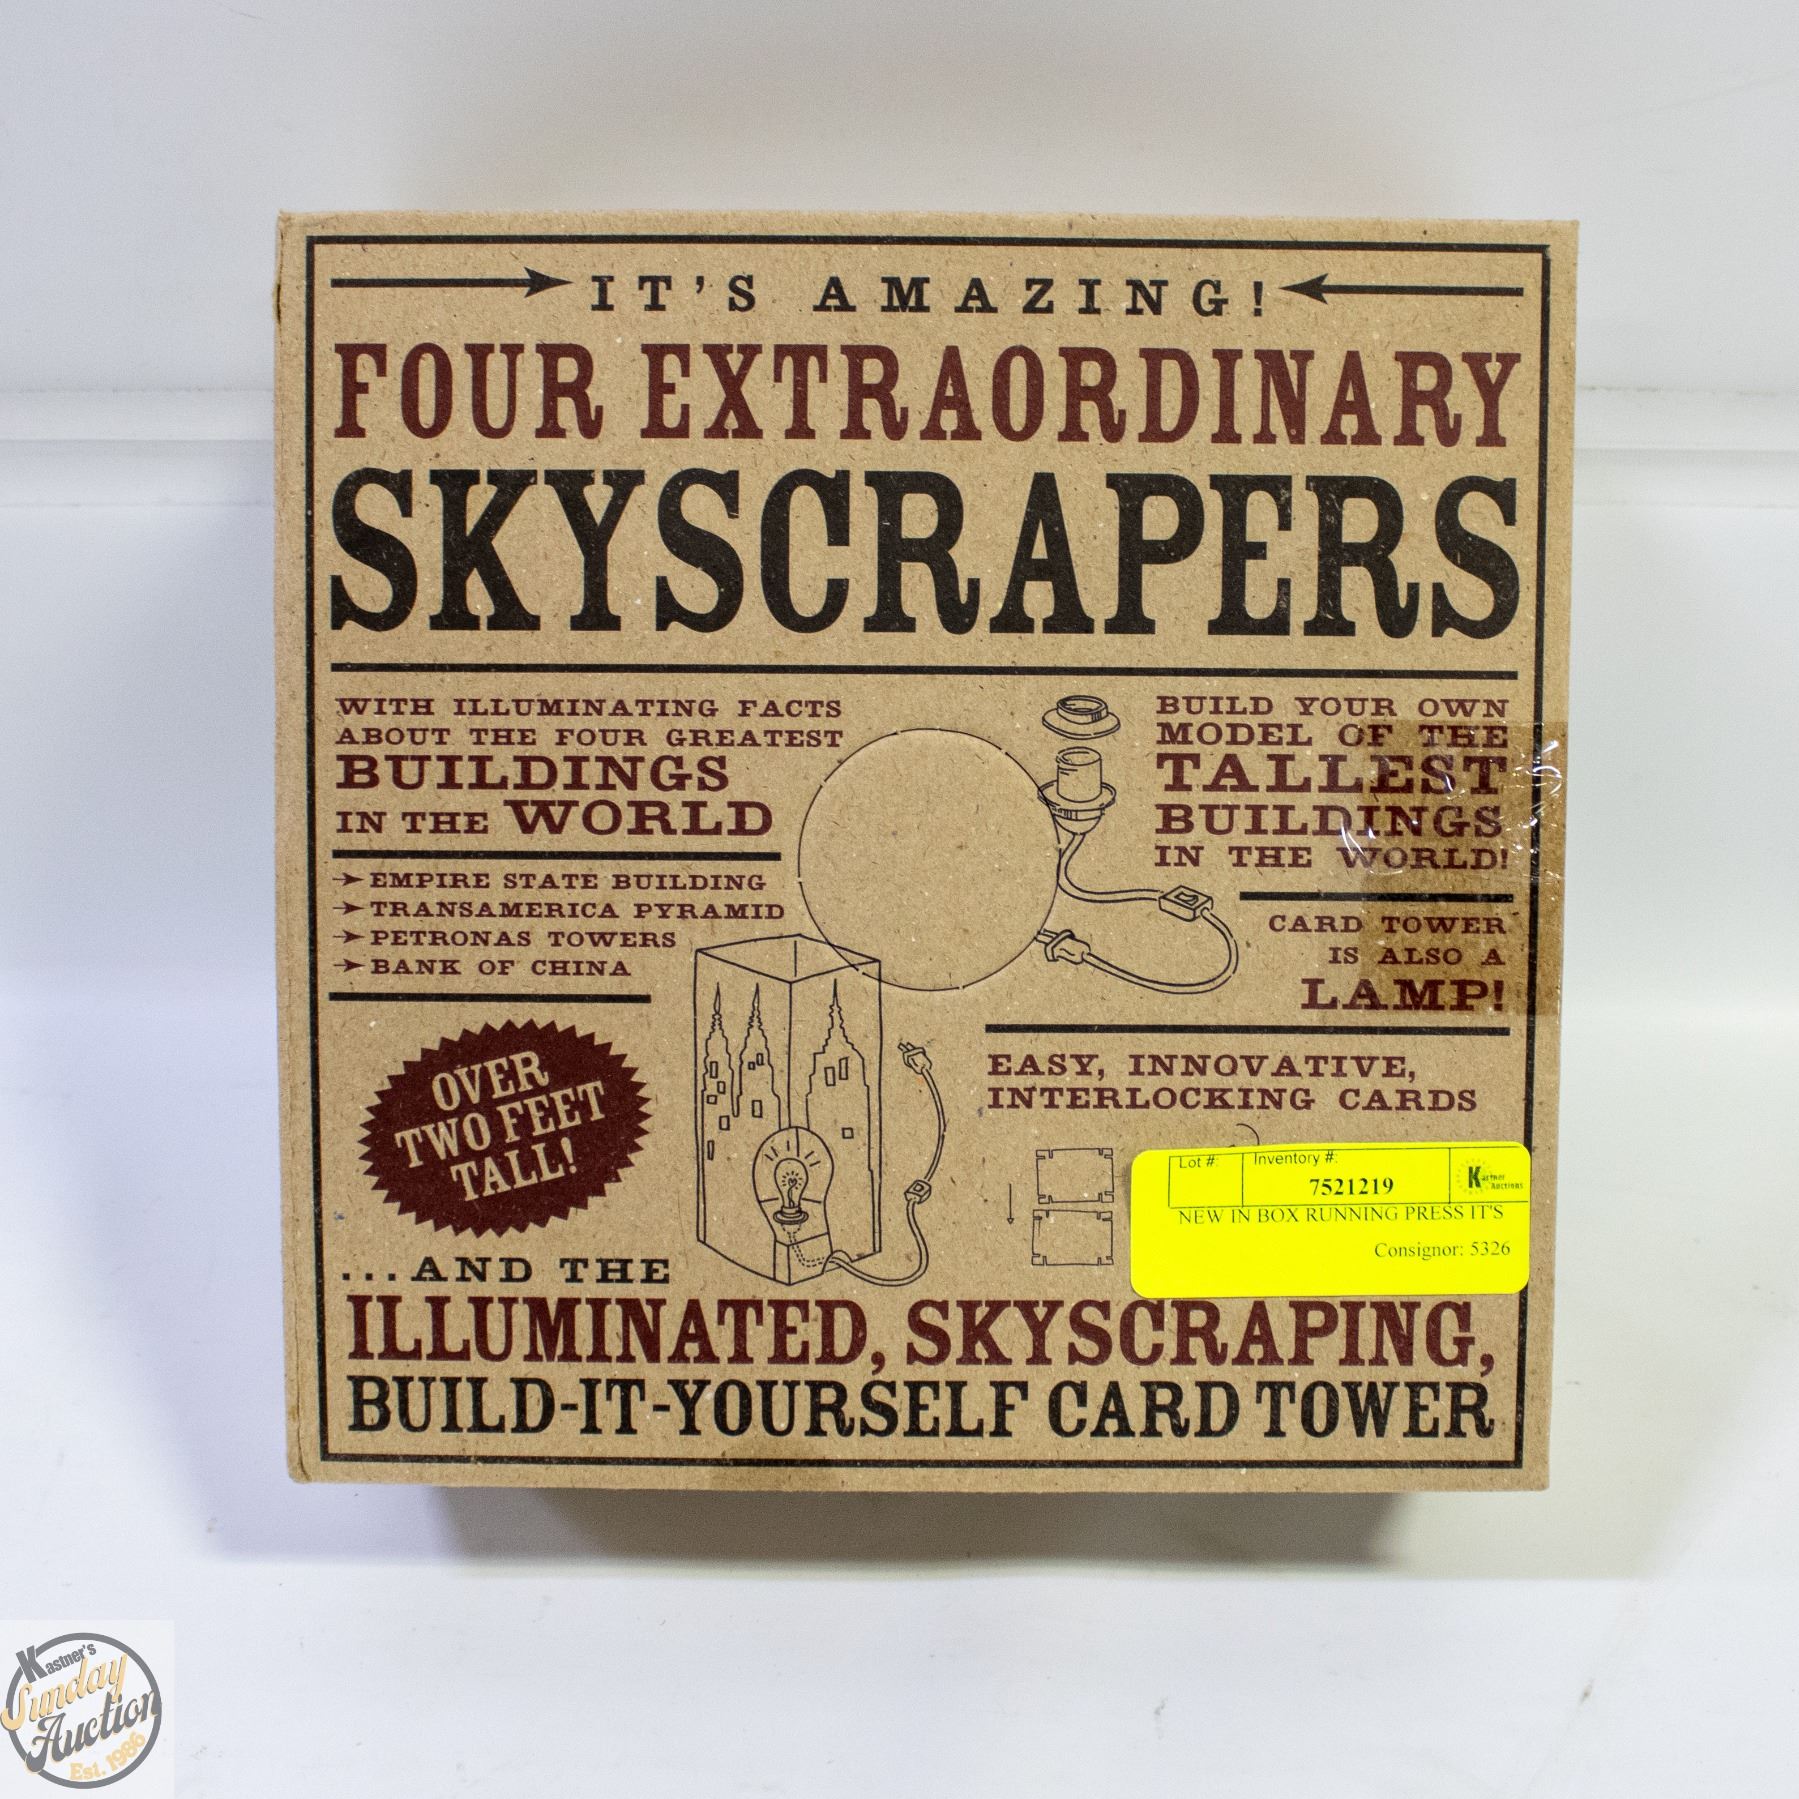 IT'S AMAZING!
FOUR EXTRAORDINARY
SKYSCRAPERS
WITH ILLUMINATING FACTS
ABOUT THE FOUR GREATEST
BUILDINGS
IN THE WORLD
EMPIRE STATE BUILDING
TRANSAMERICA PYRAMID
PETRONAS TOWERS
BANK OF CHINA
BUILD YOUR OWN
MODEL OF THE
TALLEST
BUILDINGS
IN THE WORLD!
CARD TOWER
IS ALSO A
LAMP!
OVER
TWO FEET
TALL!
EASY, INNOVATIVE,
INTERLOCKING CARDS
Lot #: Inventory #:
7521219
Kastner
Auctions
NEW IN BOX RUNNING PRESS IT'S
Consignor: 5326
...AND THE
ILLUMINATED, SKYSCRAPING,
BUILD-IT-YOURSELF CARD TOWER
Kastner's
Sunday
Auction
Est. 1986